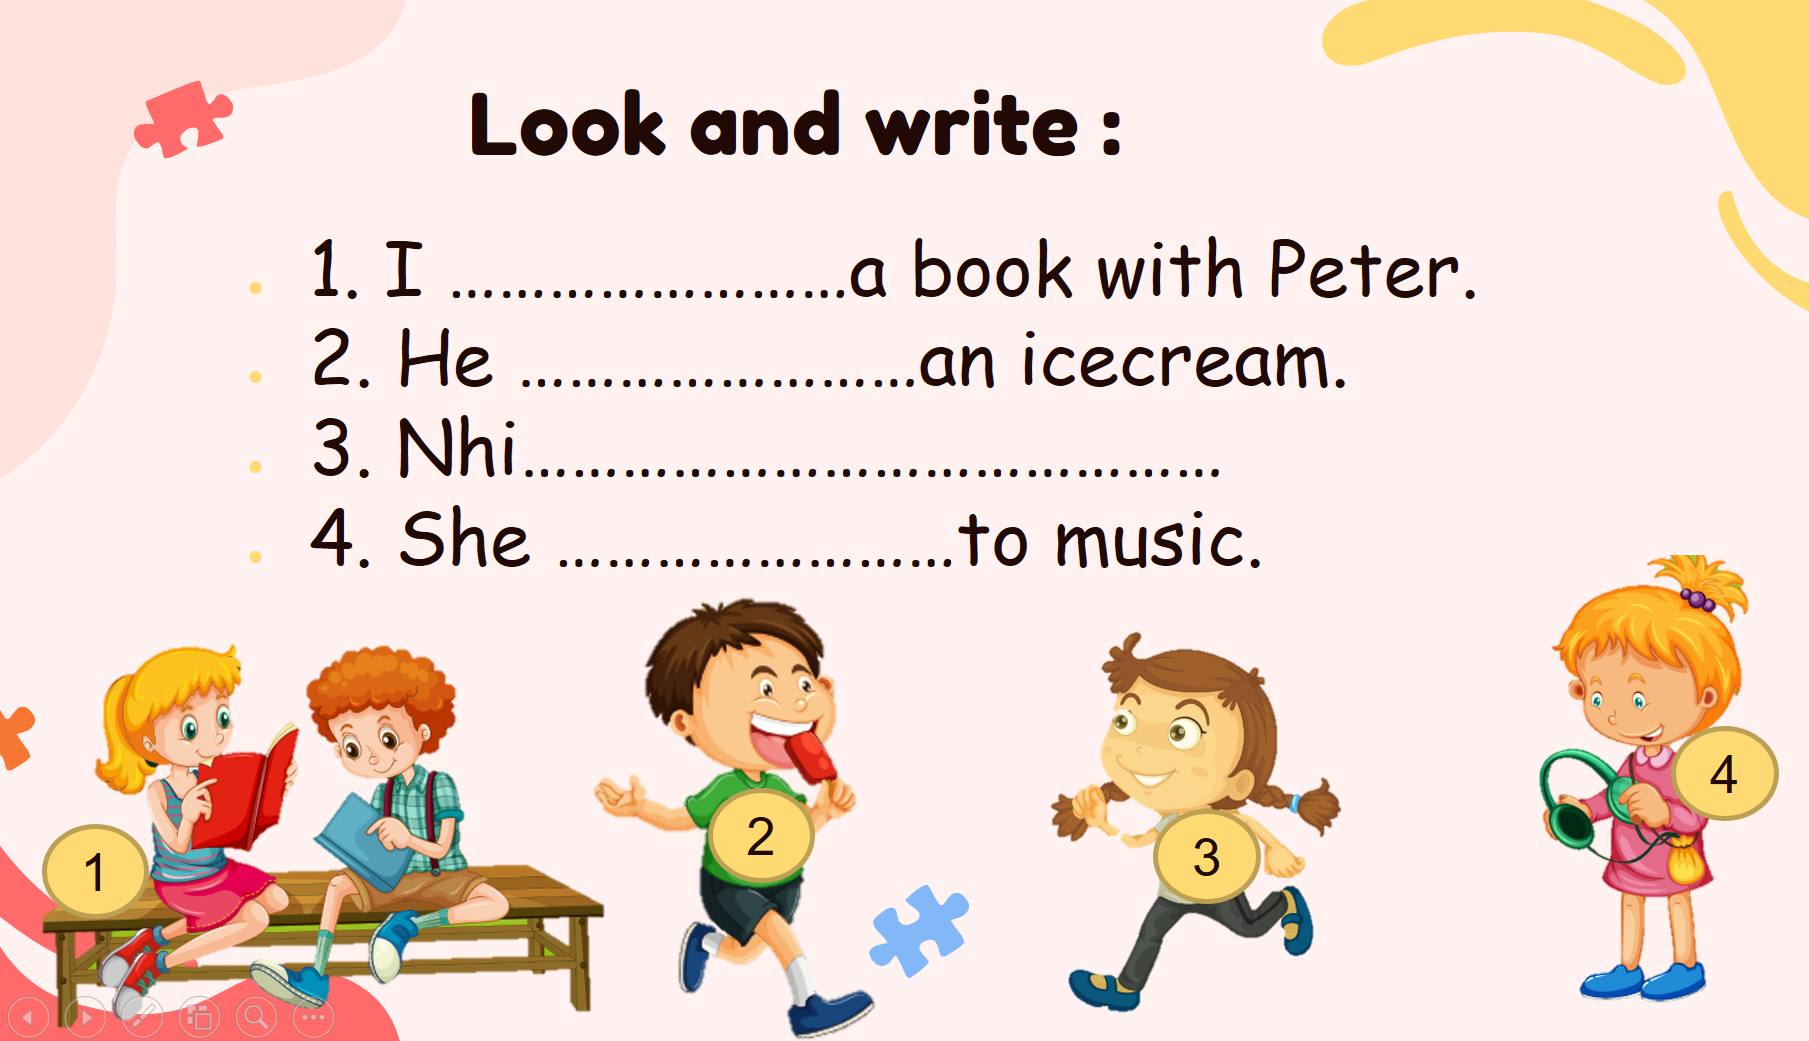 Look and write :
1. I ……………………a book with Peter.
2. He ……………………an icecream.
3. Nhi……………………………………
4. She ……………………to music.
1
2
3
4